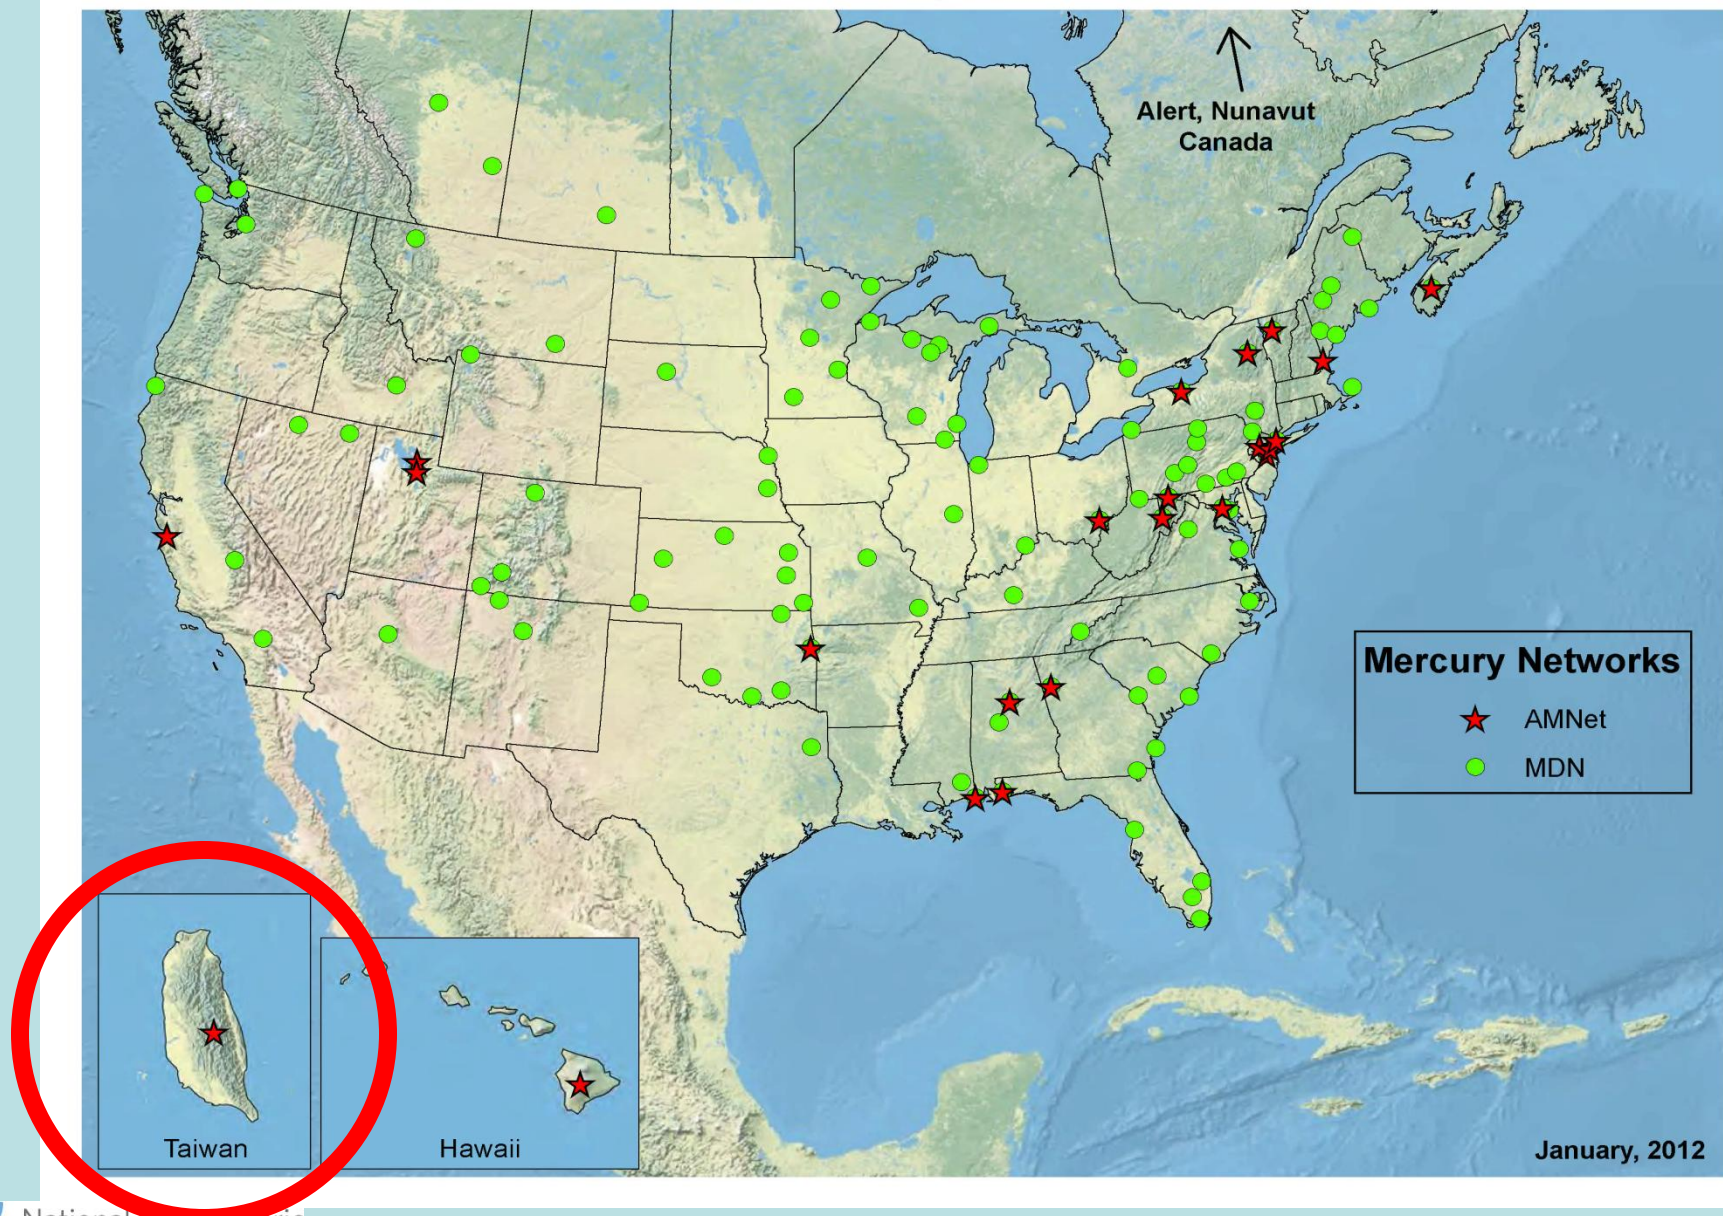 Alert, Nunavut
Canada
Mercury Networks
AMNet
MDN
Taiwan
Hawaii
January, 2012